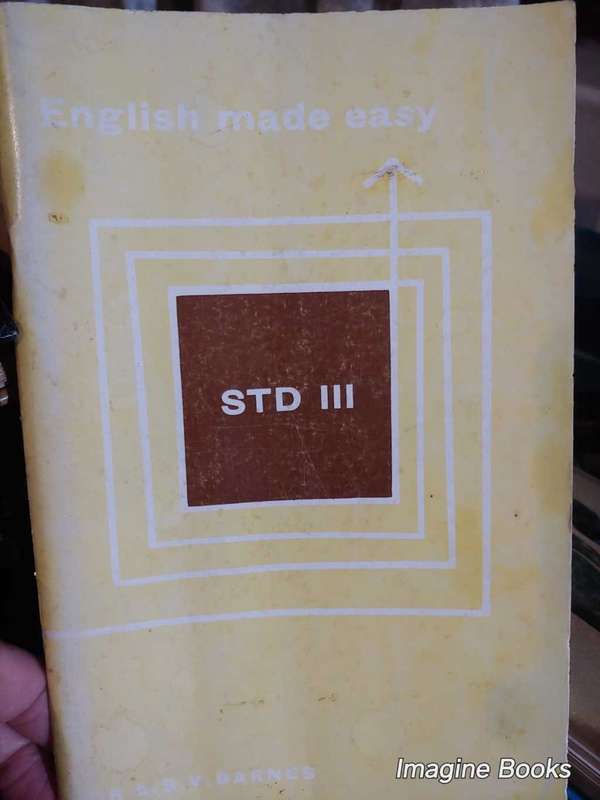 English made easy
STD III
V. BARNES
Imagine Books